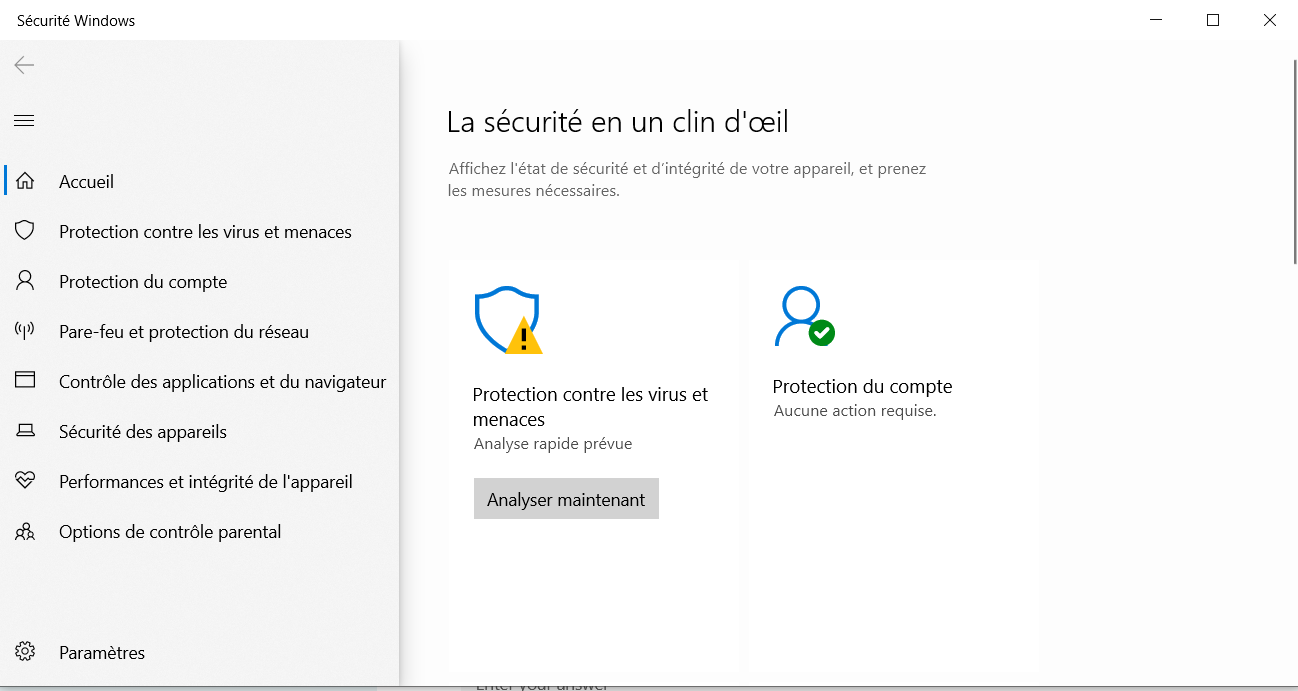 Sécurité Windows
Accueil
Protection contre les virus et menaces
Protection du compte
Pare-feu et protection du réseau
Contrôle des applications et du navigateur
Sécurité des appareils
Performances et intégrité de l'appareil
Options de contrôle parental
Paramètres
La sécurité en un clin d'œil
Affichez l'état de sécurité et d’intégrité de votre appareil, et prenez
les mesures nécessaires.
Protection contre les virus et
menaces
Analyse rapide prévue
Analyser maintenant
Protection du compte
Aucune action requise.
Enter your answer